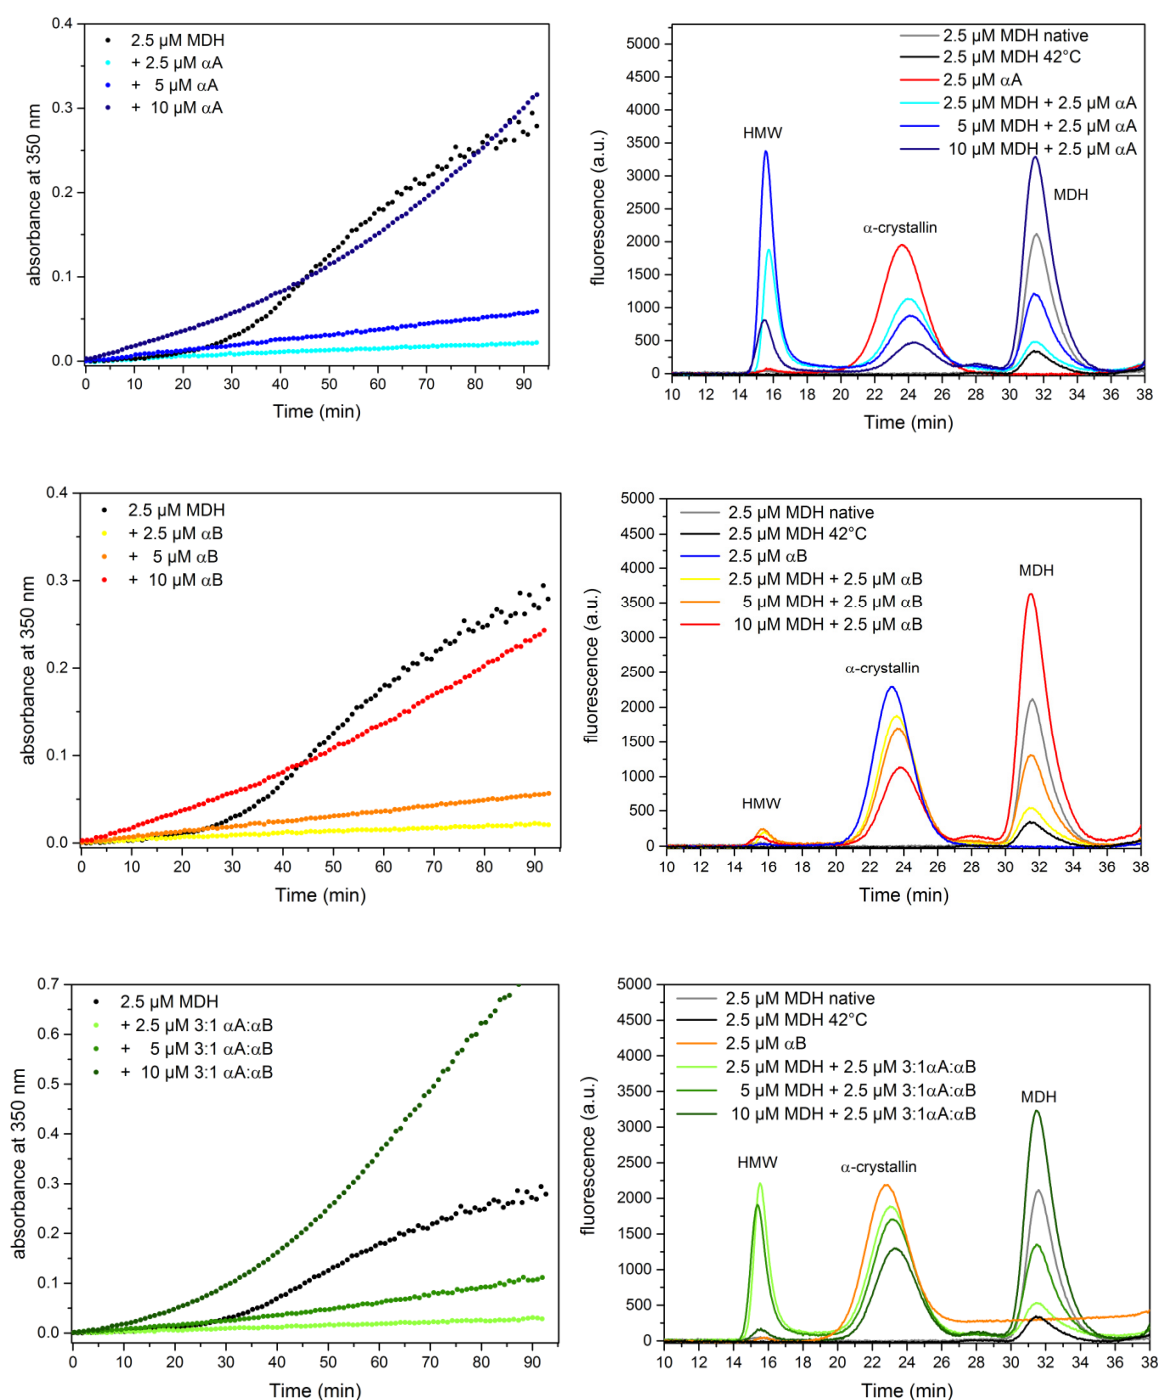 0.4
0.3
0.2
0.1
0.0
absorbance at 350 nm
2.5 µM MDH
+ 2.5 µM αA
+ 5 µM αA
+ 10 µM αA
0 10 20 30 40 50 60 70 80 90
Time (min)
5000
4500
4000
3500
3000
2500
2000
1500
1000
500
0
fluorescence (a.u.)
2.5 µM MDH native
2.5 µM MDH 42°C
2.5 µM αA
2.5 µM MDH + 2.5 µM αA
5 µM MDH + 2.5 µM αA
10 µM MDH + 2.5 µM αA
HMW
α-crystallin
MDH
10 12 14 16 18 20 22 24 26 28 30 32 34 36 38
Time (min)
0.4
0.3
0.2
0.1
0.0
absorbance at 350 nm
2.5 µM MDH
+ 2.5 µM αB
+ 5 µM αB
+ 10 µM αB
0 10 20 30 40 50 60 70 80 90
Time (min)
5000
4500
4000
3500
3000
2500
2000
1500
1000
500
0
fluorescence (a.u.)
2.5 µM MDH native
2.5 µM MDH 42°C
2.5 µM αB
2.5 µM MDH + 2.5 µM αB
5 µM MDH + 2.5 µM αB
10 µM MDH + 2.5 µM αB
HMW
α-crystallin
MDH
10 12 14 16 18 20 22 24 26 28 30 32 34 36 38
Time (min)
0.7
0.6
0.5
0.4
0.3
0.2
0.1
0.0
absorbance at 350 nm
2.5 µM MDH
+ 2.5 µM 3:1 αA:αB
+ 5 µM 3:1 αA:αB
+ 10 µM 3:1 αA:αB
0 10 20 30 40 50 60 70 80 90
Time (min)
5000
4500
4000
3500
3000
2500
2000
1500
1000
500
0
fluorescence (a.u.)
2.5 µM MDH native
2.5 µM MDH 42°C
2.5 µM αB
2.5 µM MDH + 2.5 µM 3:1αA:αB
5 µM MDH + 2.5 µM 3:1αA:αB
10 µM MDH + 2.5 µM 3:1αA:αB
HMW
α-crystallin
MDH
10 12 14 16 18 20 22 24 26 28 30 32 34 36 38
Time (min)